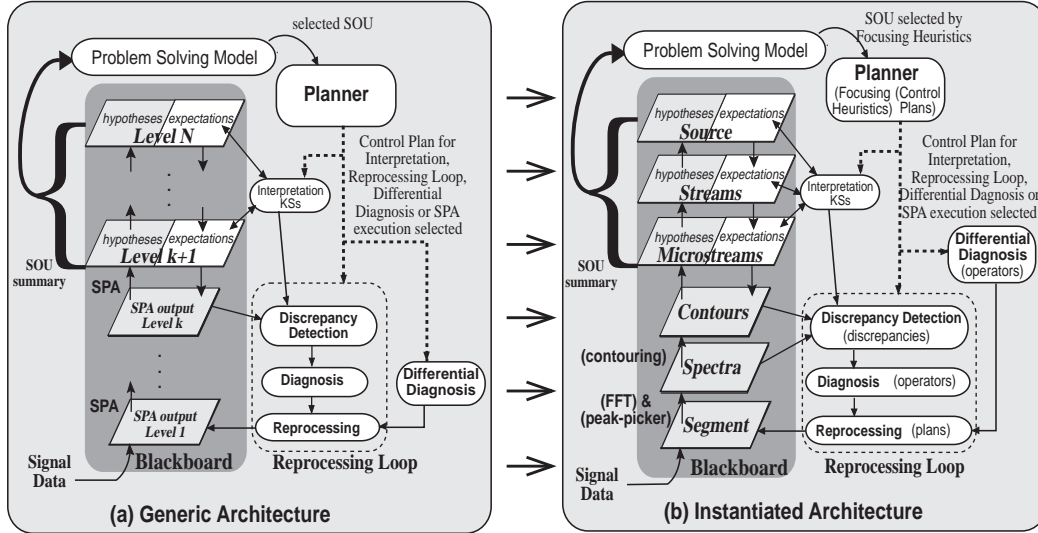 selected SOU
Problem Solving Model
Planner
hypotheses
expectations
Level N
Control Plan for
Interpretation,
Reprocessing Loop,
Differential
Diagnosis or SPA
execution selected
Interpretation
KSs
hypotheses
expectations
Level k+1
SOU
summary
SPA
SPA output
Level k
Discrepancy
Detection
Diagnosis
Differential
Diagnosis
SPA
SPA output
Level 1
Reprocessing
Signal
Data
Blackboard
Reprocessing Loop
(a) Generic Architecture
SOU selected by
Focusing Heuristics
Problem Solving Model
Planner
(Focusing (Control
Heuristics) Plans)
hypotheses
expectations
Source
Control Plan for
Interpretation,
Reprocessing Loop,
Differential Diagnosis or
SPA execution selected
Interpretation
KSs
hypotheses
expectations
Streams
hypotheses
expectations
Microstreams
SOU
summary
Differential
Diagnosis
(operators)
Contours
Discrepancy Detection
(discrepancies)
(contouring)
Spectra
Diagnosis (operators)
(FFT) &
(peak-picker)
Segment
Reprocessing (plans)
Signal
Data
Blackboard
Reprocessing Loop
(b) Instantiated Architecture